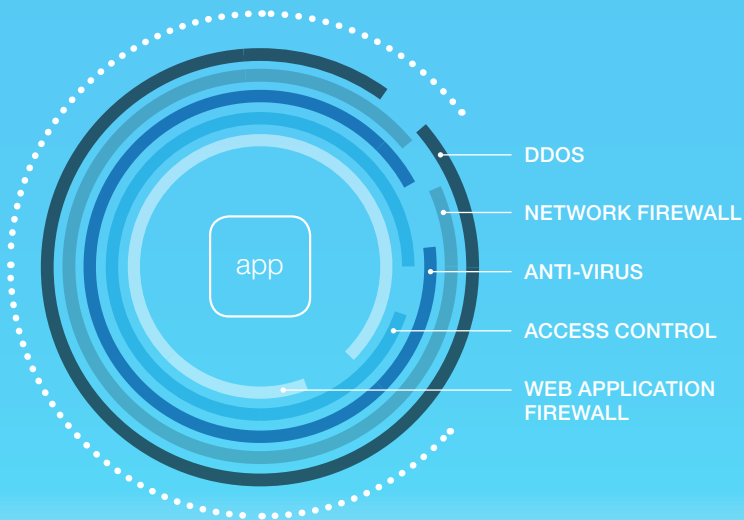 DDOS
NETWORK FIREWALL
app
ANTI-VIRUS
ACCESS CONTROL
WEB APPLICATION
FIREWALL